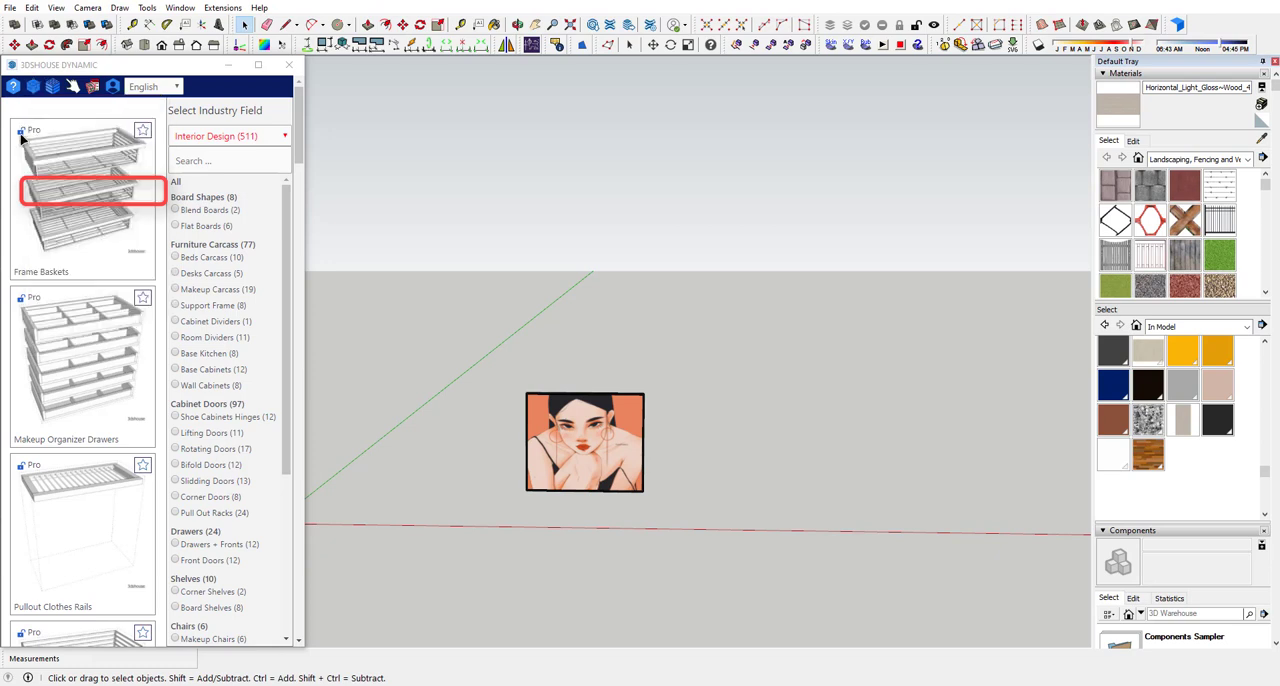 File Edit View Camera Draw Tools Window Extensions Help
J F M A M J J A S O N D 06:43 AM Noon 04:45 PM
3DSHOUSE DYNAMIC
English
Select Industry Field
Interior Design (511)
Search ...
All
Board Shapes (8)
Blend Boards (2)
Flat Boards (6)
Furniture Carcass (77)
Beds Carcass (10)
Desks Carcass (5)
Makeup Carcass (19)
Support Frame (8)
Cabinet Dividers (1)
Room Dividers (11)
Base Kitchen (8)
Base Cabinets (12)
Wall Cabinets (8)
Cabinet Doors (97)
Shoe Cabinets Hinges (12)
Lifting Doors (11)
Rotating Doors (17)
Bifold Doors (12)
Slidding Doors (13)
Corner Doors (8)
Pull Out Racks (24)
Drawers (24)
Drawers + Fronts (12)
Front Doors (12)
Shelves (10)
Corner Shelves (2)
Board Shelves (8)
Chairs (6)
Makeup Chairs (6)
Pro
Frame Baskets
Pro
Makeup Organizer Drawers
Pro
Pullout Clothes Rails
Pro
Default Tray
Materials
Horizontal_Light_Gloss~Wood_4
Select Edit
Landscaping, Fencing and Ve
Select
In Model
Components
Select Edit Statistics
3D Warehouse
Components Sampler
Measurements
Click or drag to select objects. Shift = Add/Subtract. Ctrl = Add. Shift + Ctrl = Subtract.